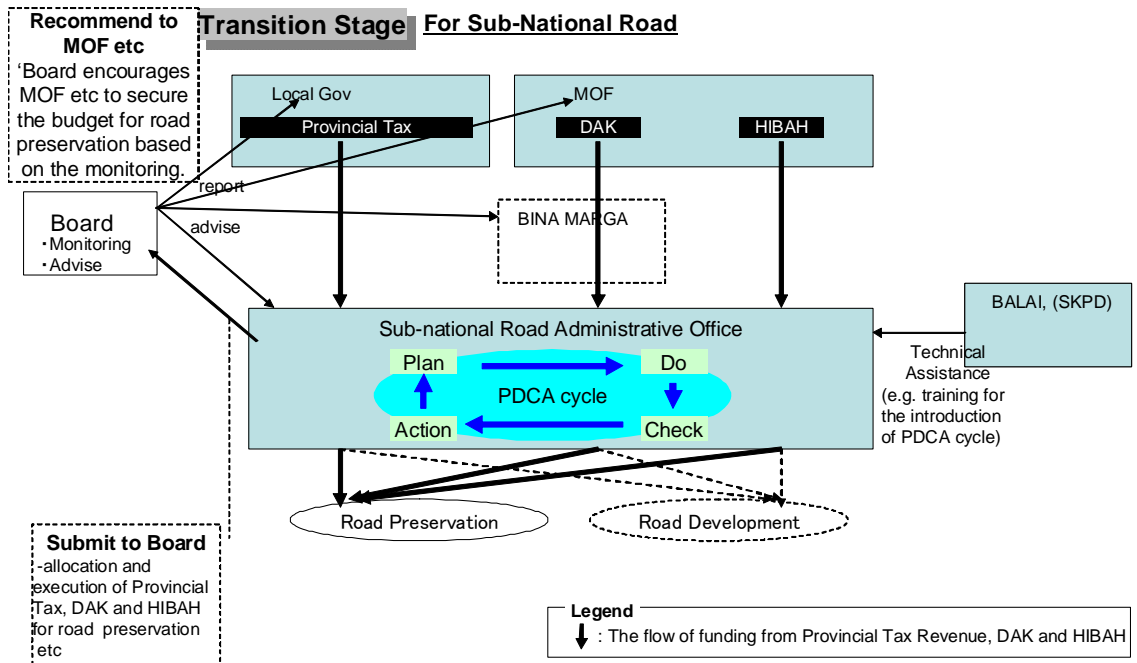 Recommend to
MOF etc
‘Board encourages
MOF etc to secure
the budget for road
preservation based
on the monitoring.
Transition Stage
For Sub-National Road
Local Gov
Provincial Tax
MOF
DAK
HIBAH
report
advise
Board
・Monitoring
・Advise
BINA MARGA
BALAI, (SKPD)
Sub-national Road Administrative Office
Plan
Do
PDCA cycle
Action
Check
Technical
Assistance
(e.g. training for
the introduction
of PDCA cycle)
Road Preservation
Road Development
Submit to Board
-allocation and
execution of Provincial
Tax, DAK and HIBAH
for road preservation
etc
Legend
: The flow of funding from Provincial Tax Revenue, DAK and HIBAH